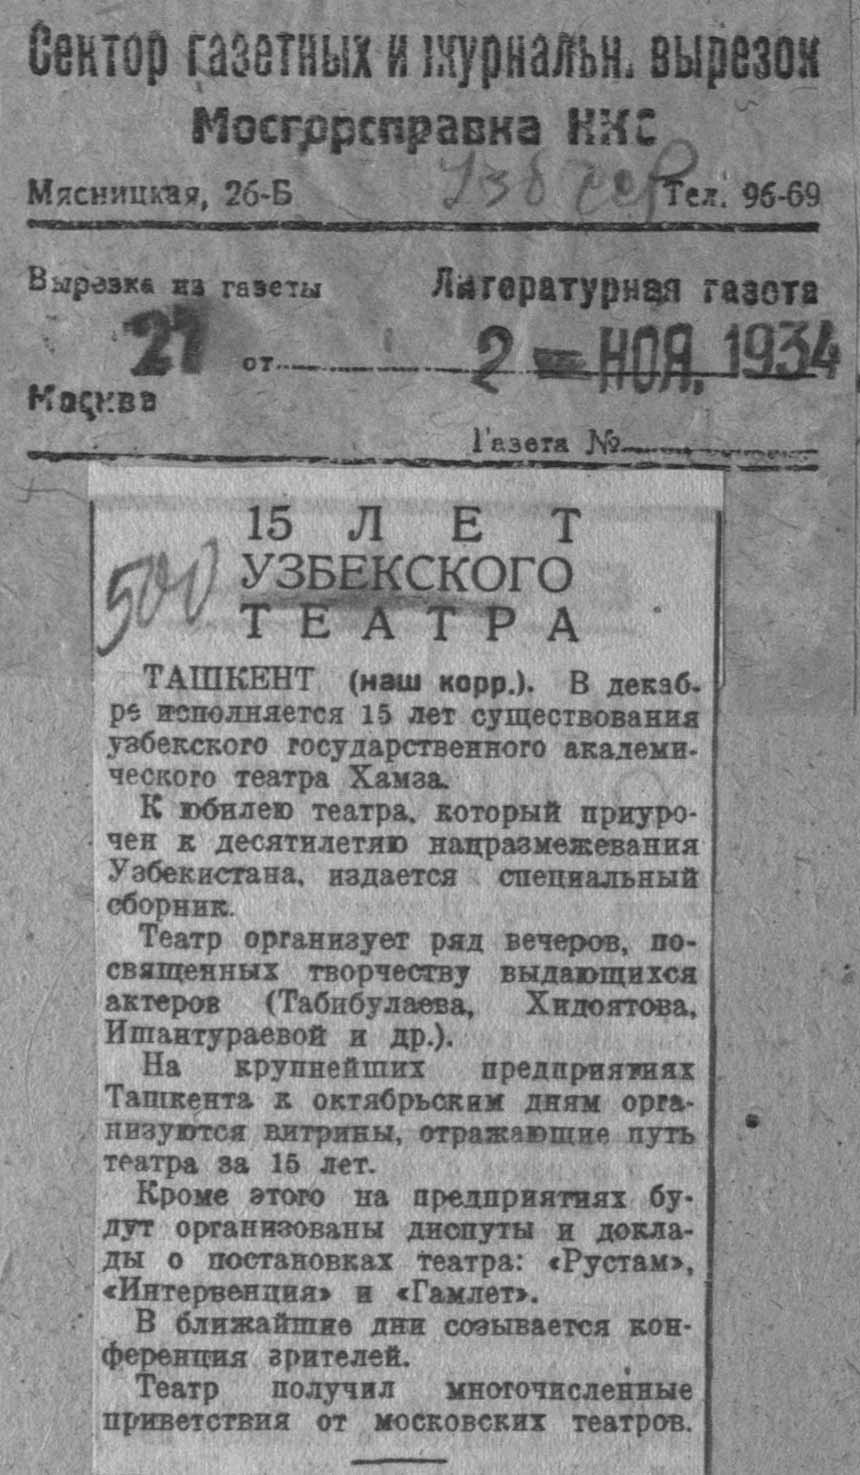 Сектор газетных и журнальн. вырезок
Мосгорсправка НКС
Мясницкая, 26-Б Тел. 96-69
Вырезка из газеты Литературная газета
27 от 2 - НОЯ. 1934
Москва
Газета №
15 ЛЕТ
500 УЗБЕКСКОГО
ТЕАТРА
ТАШКЕНТ (наш корр.). В декаб-
ре исполняется 15 лет существования
узбекского государственного академи-
ческого театра Хамза.
К юбилею театра, который приуро-
чен к десятилетию нацразмежевания
Узбекистана, издается специальный
сборник.
Театр организует ряд вечеров, по-
священных творчеству выдающихся
актеров (Табибулаева, Хидоятова,
Ишантураевой и др.).
На крупнейших предприятиях
Ташкента к октябрьским дням орга-
низуются витрины, отражающие путь
театра за 15 лет.
Кроме этого на предприятиях бу-
дут организованы диспуты и докла-
ды о постановках театра: «Рустам»,
«Интервенция» и «Гамлет».
В ближайшие дни созывается кон-
ференция зрителей.
Театр получил многочисленные
приветствия от московских театров.